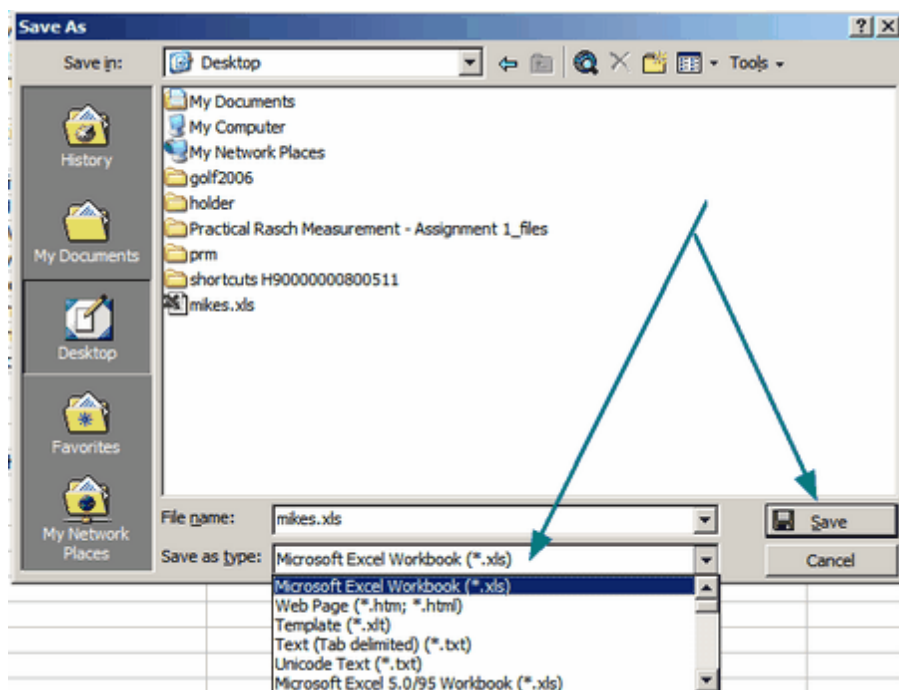 Save As
Save in:
Desktop
Tools
History
My Documents
Desktop
Favorites
My Network
Places
My Documents
My Computer
My Network Places
golf2006
holder
Practical Rasch Measurement - Assignment 1_files
prm
shortcuts H90000000800511
mikes.xls
File name:
mikes.xls
Save
Save as type:
Microsoft Excel Workbook (*.xls)
Cancel
Microsoft Excel Workbook (*.xls)
Web Page (*.htm; *.html)
Template (*.xlt)
Text (Tab delimited) (*.txt)
Unicode Text (*.txt)
Microsoft Excel 5.0/95 Workbook (*.xls)